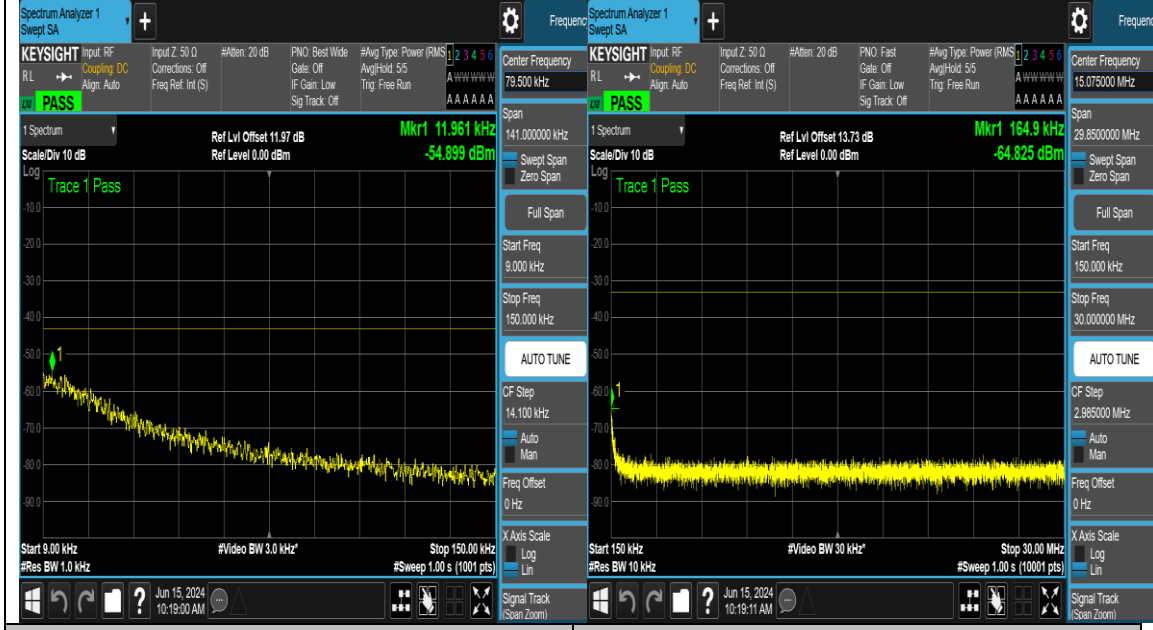 Spectrum Analyzer 1
Swept SA
+
Frequenc
KEYSIGHT
Input: RF
Coupling: DC
Align: Auto
Input Z: 50 Ω
Corrections: Off
Freq Ref: Int (S)
#Atten: 20 dB
PNO: Best Wide
Gate: Off
IF Gain: Low
Sig Track: Off
#Avg Type: Power (RMS
Avg|Hold: 5/5
Trig: Free Run
1 2 3 4 5 6
A W W W W W
A A A A A A
R L
LXI
PASS
1 Spectrum
Scale/Div 10 dB
Ref Lvl Offset 11.97 dB
Ref Level 0.00 dBm
Mkr1 11.961 kHz
-54.899 dBm
Log
Trace 1 Pass
-10.0
-20.0
-30.0
-40.0
-50.0
1
-60.0
-70.0
-80.0
-90.0
Start 9.00 kHz
#Res BW 1.0 kHz
#Video BW 3.0 kHz*
Stop 150.00 kHz
#Sweep 1.00 s (1001 pts)
?
Jun 15, 2024
10:19:00 AM
Center Frequency
79.500 kHz
Span
141.000000 kHz
Swept Span
Zero Span
Full Span
Start Freq
9.000 kHz
Stop Freq
150.000 kHz
AUTO TUNE
CF Step
14.100 kHz
Auto
Man
Freq Offset
0 Hz
X Axis Scale
Log
Lin
Signal Track
(Span Zoom)
Spectrum Analyzer 1
Swept SA
+
Frequenc
KEYSIGHT
Input: RF
Coupling: DC
Align: Auto
Input Z: 50 Ω
Corrections: Off
Freq Ref: Int (S)
#Atten: 20 dB
PNO: Fast
Gate: Off
IF Gain: Low
Sig Track: Off
#Avg Type: Power (RMS
Avg|Hold: 5/5
Trig: Free Run
1 2 3 4 5 6
A W W W W W
A A A A A A
R L
LXI
PASS
1 Spectrum
Scale/Div 10 dB
Ref Lvl Offset 13.73 dB
Ref Level 0.00 dBm
Mkr1 164.9 kHz
-64.825 dBm
Log
Trace 1 Pass
-10.0
-20.0
-30.0
-40.0
-50.0
-60.0
1
-70.0
-80.0
-90.0
Start 150 kHz
#Res BW 10 kHz
#Video BW 30 kHz*
Stop 30.00 MHz
#Sweep 1.00 s (10001 pts)
?
Jun 15, 2024
10:19:11 AM
Center Frequency
15.075000 MHz
Span
29.8500000 MHz
Swept Span
Zero Span
Full Span
Start Freq
150.000 kHz
Stop Freq
30.000000 MHz
AUTO TUNE
CF Step
2.985000 MHz
Auto
Man
Freq Offset
0 Hz
X Axis Scale
Log
Lin
Signal Track
(Span Zoom)